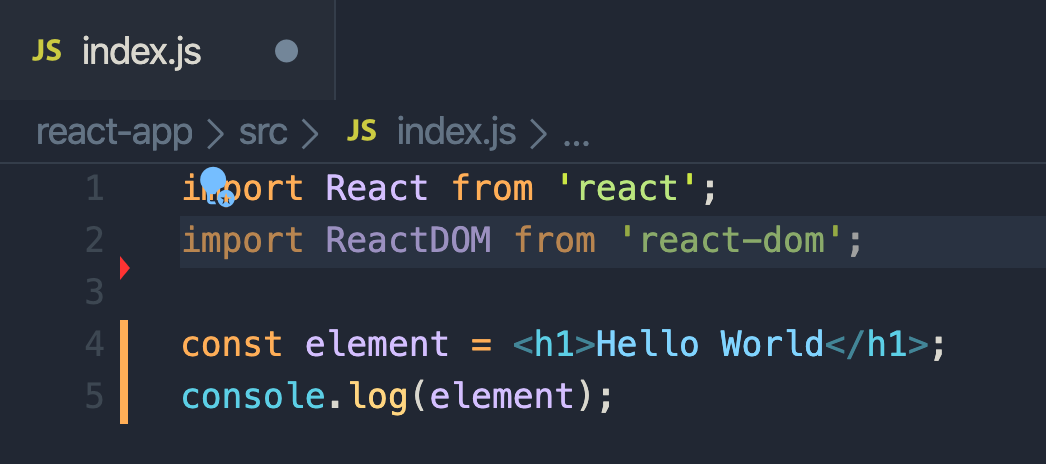 JS index.js
react-app > src > JS index.js > ...
1 import React from 'react';
2 import ReactDOM from 'react-dom';
3
4 const element = <h1>Hello World</h1>;
5 console.log(element);